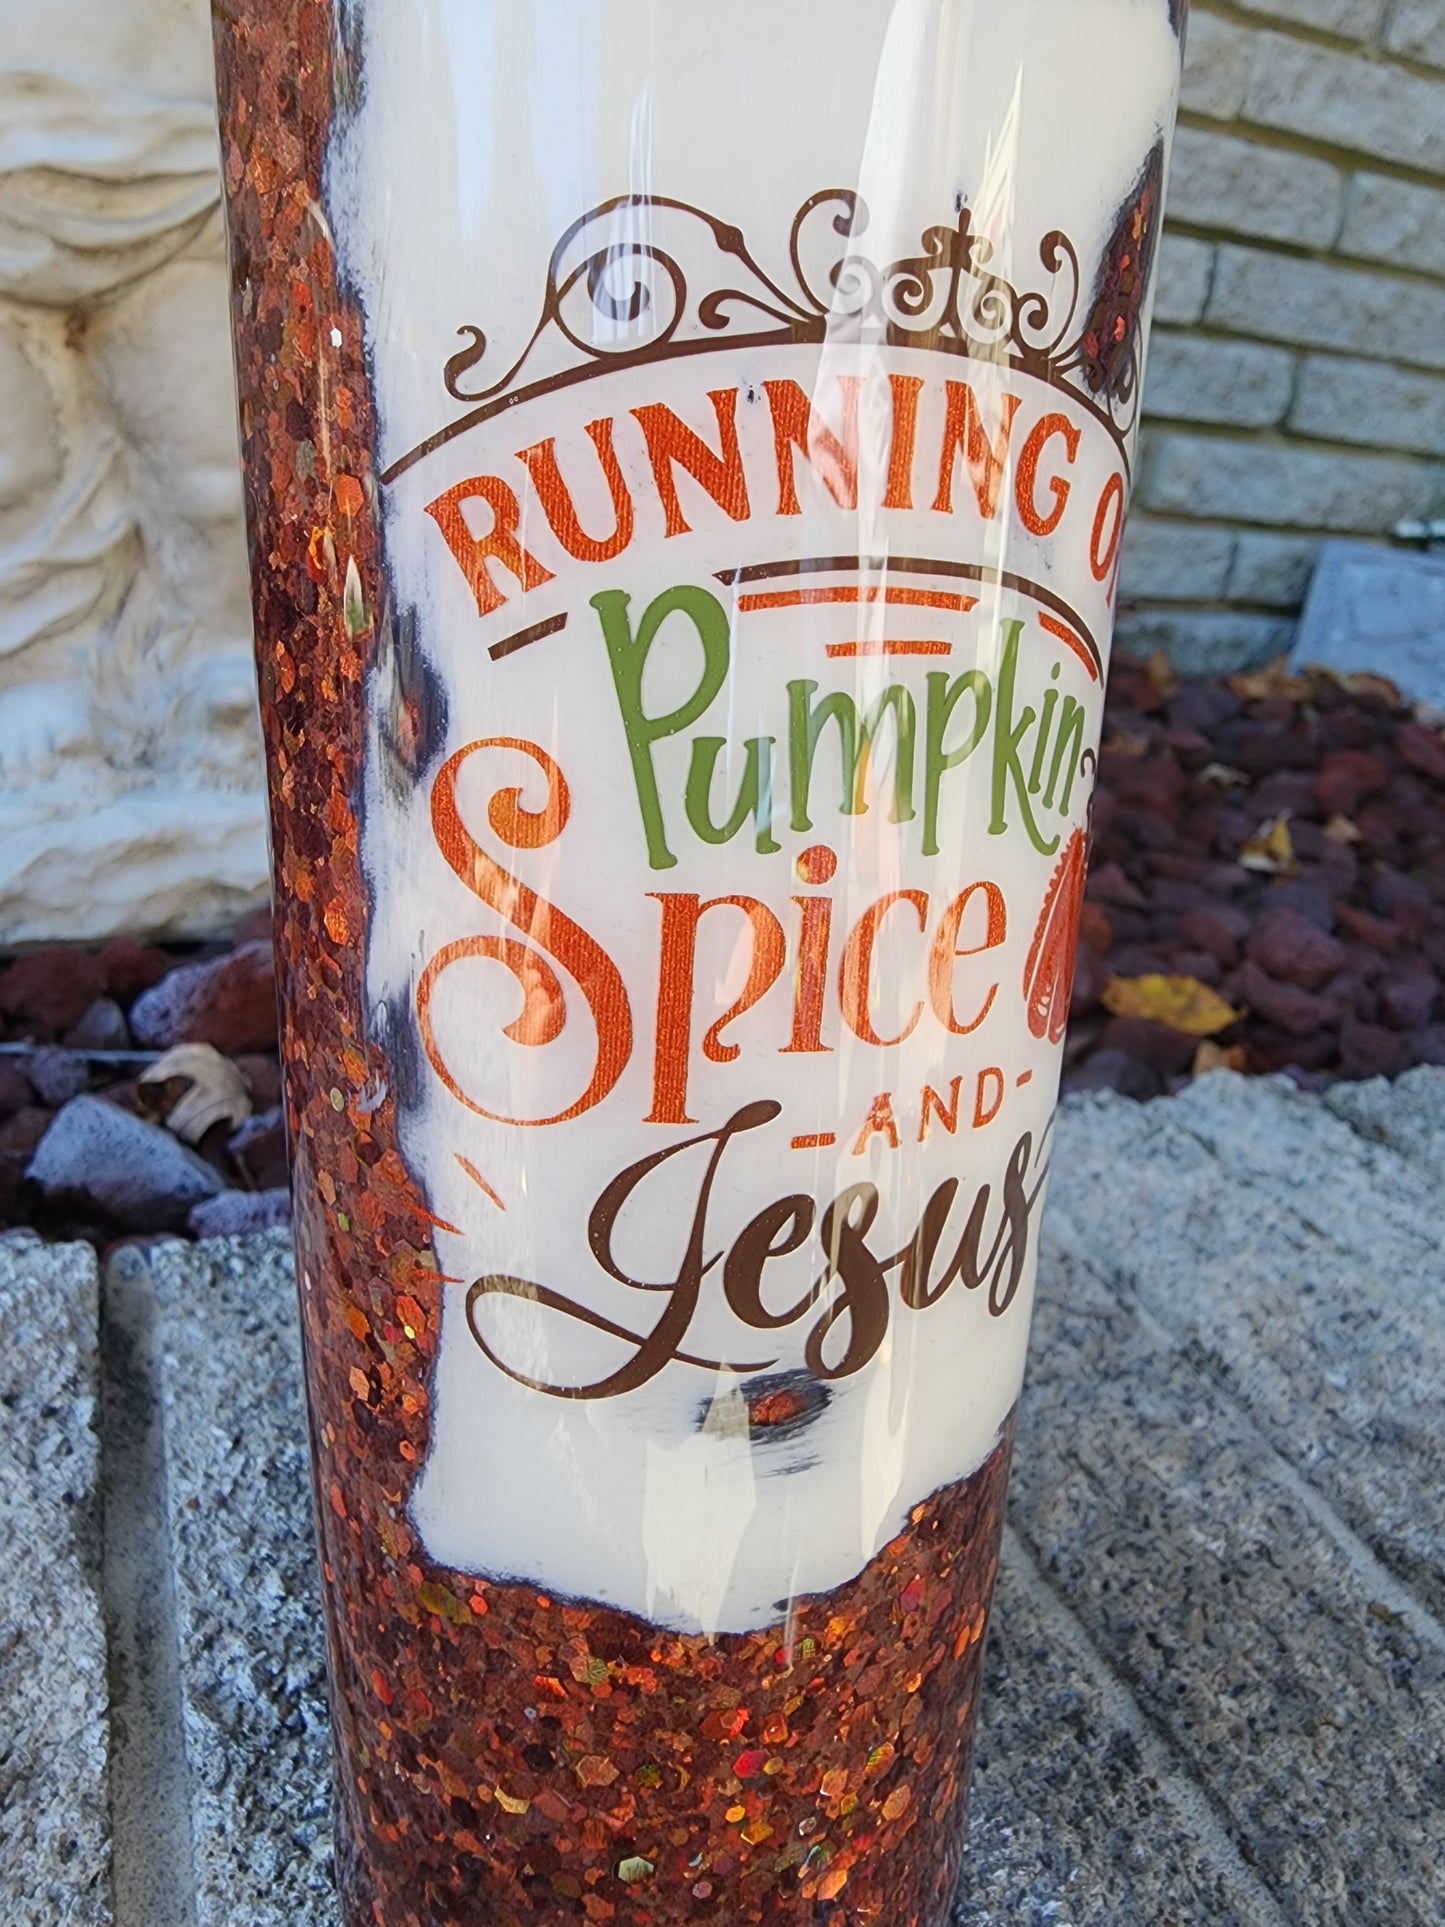 RUNNING O
Pumpkin
Spice
-AND-
Jesus